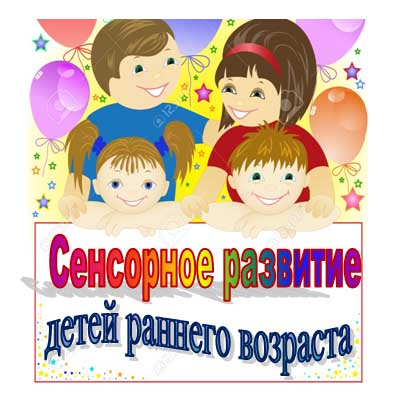 Сенсорное развитие
детей раннего возраста